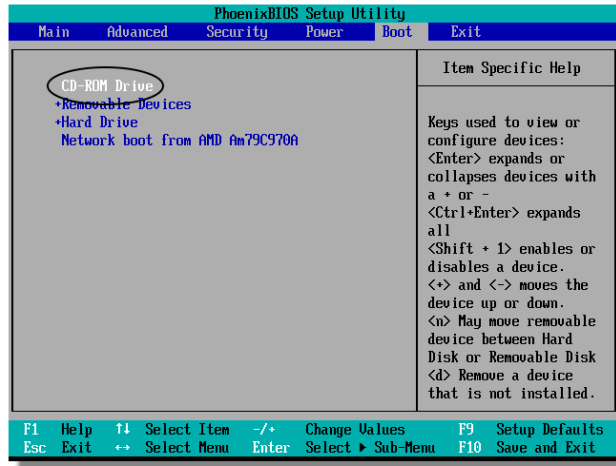 PhoenixBIOS Setup Utility
Main Advanced Security Power Boot Exit
CD-ROM Drive
+Removable Devices
+Hard Drive
Network boot from AMD Am79C970A
Item Specific Help
Keys used to view or
configure devices:
<Enter> expands or
collapses devices with
a + or -
<Ctrl+Enter> expands
all
<Shift + 1> enables or
disables a device.
<+> and <-> moves the
device up or down.
<n> May move removable
device between Hard
Disk or Removable Disk
<d> Remove a device
that is not installed.
F1 Help ↑↓ Select Item -/+ Change Values F9 Setup Defaults
Esc Exit ↔ Select Menu Enter Select ▶ Sub-Menu F10 Save and Exit